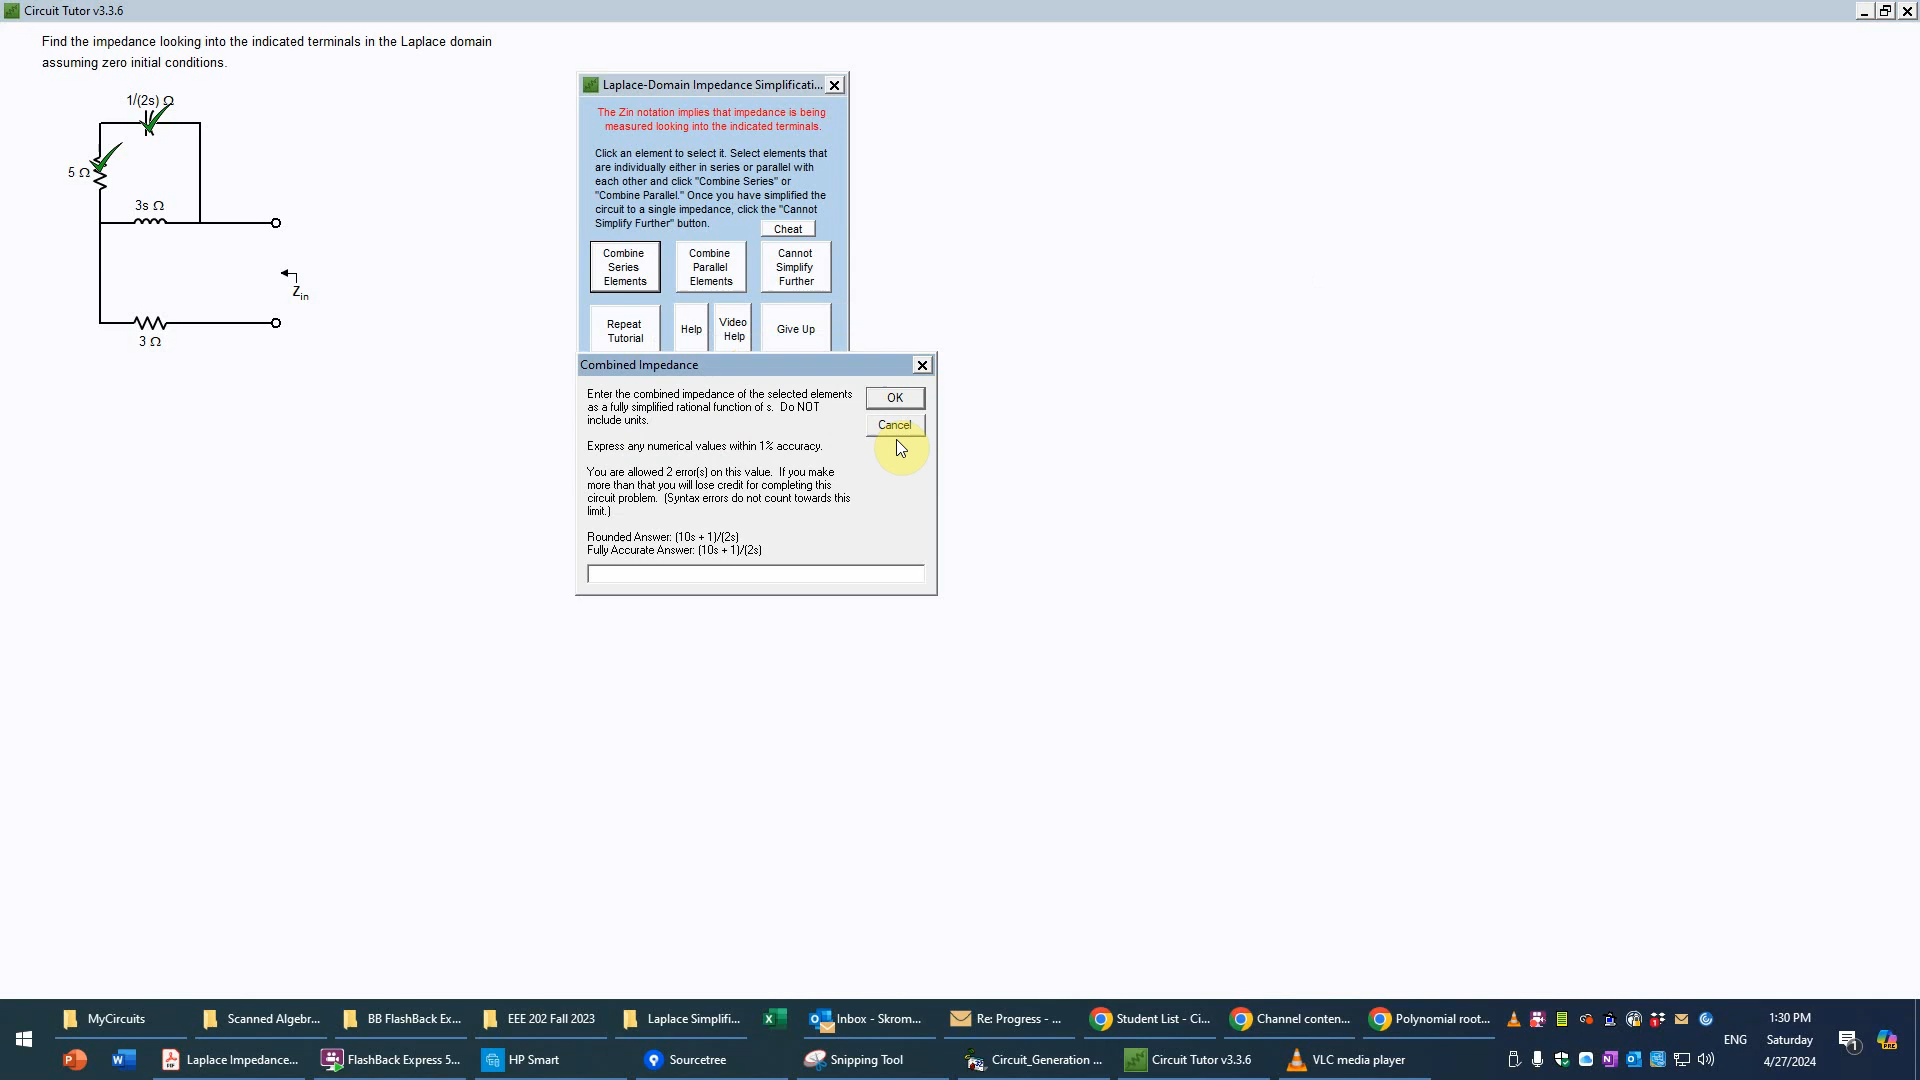 Circuit Tutor v3.3.6
Find the impedance looking into the indicated terminals in the Laplace domain
assuming zero initial conditions.
1/(2s) Ω
5 Ω
3s Ω
Zin
3 Ω
Laplace-Domain Impedance Simplificati...
The Zin notation implies that impedance is being
measured looking into the indicated terminals.
Click an element to select it. Select elements that
are individually either in series or parallel with
each other and click "Combine Series" or
"Combine Parallel." Once you have simplified the
circuit to a single impedance, click the "Cannot
Simplify Further" button.
Cheat
Combine
Series
Elements
Combine
Parallel
Elements
Cannot
Simplify
Further
Repeat
Tutorial
Help
Video
Help
Give Up
Combined Impedance
Enter the combined impedance of the selected elements
as a fully simplified rational function of s. Do NOT
include units.
Express any numerical values within 1% accuracy.
You are allowed 2 error(s) on this value. If you make
more than that you will lose credit for completing this
circuit problem. (Syntax errors do not count towards this
limit.)
Rounded Answer: (10s + 1)/(2s)
Fully Accurate Answer: (10s + 1)/(2s)
OK
Cancel
MyCircuits
Scanned Algebr...
BB FlashBack Ex...
EEE 202 Fall 2023
Laplace Simplifi...
Inbox - Skrom...
Re: Progress - ...
Student List - Ci...
Channel conten...
Polynomial root...
Laplace Impedance...
FlashBack Express 5...
HP Smart
Sourcetree
Snipping Tool
Circuit_Generation ...
Circuit Tutor v3.3.6
VLC media player
ENG
1:30 PM
Saturday
4/27/2024